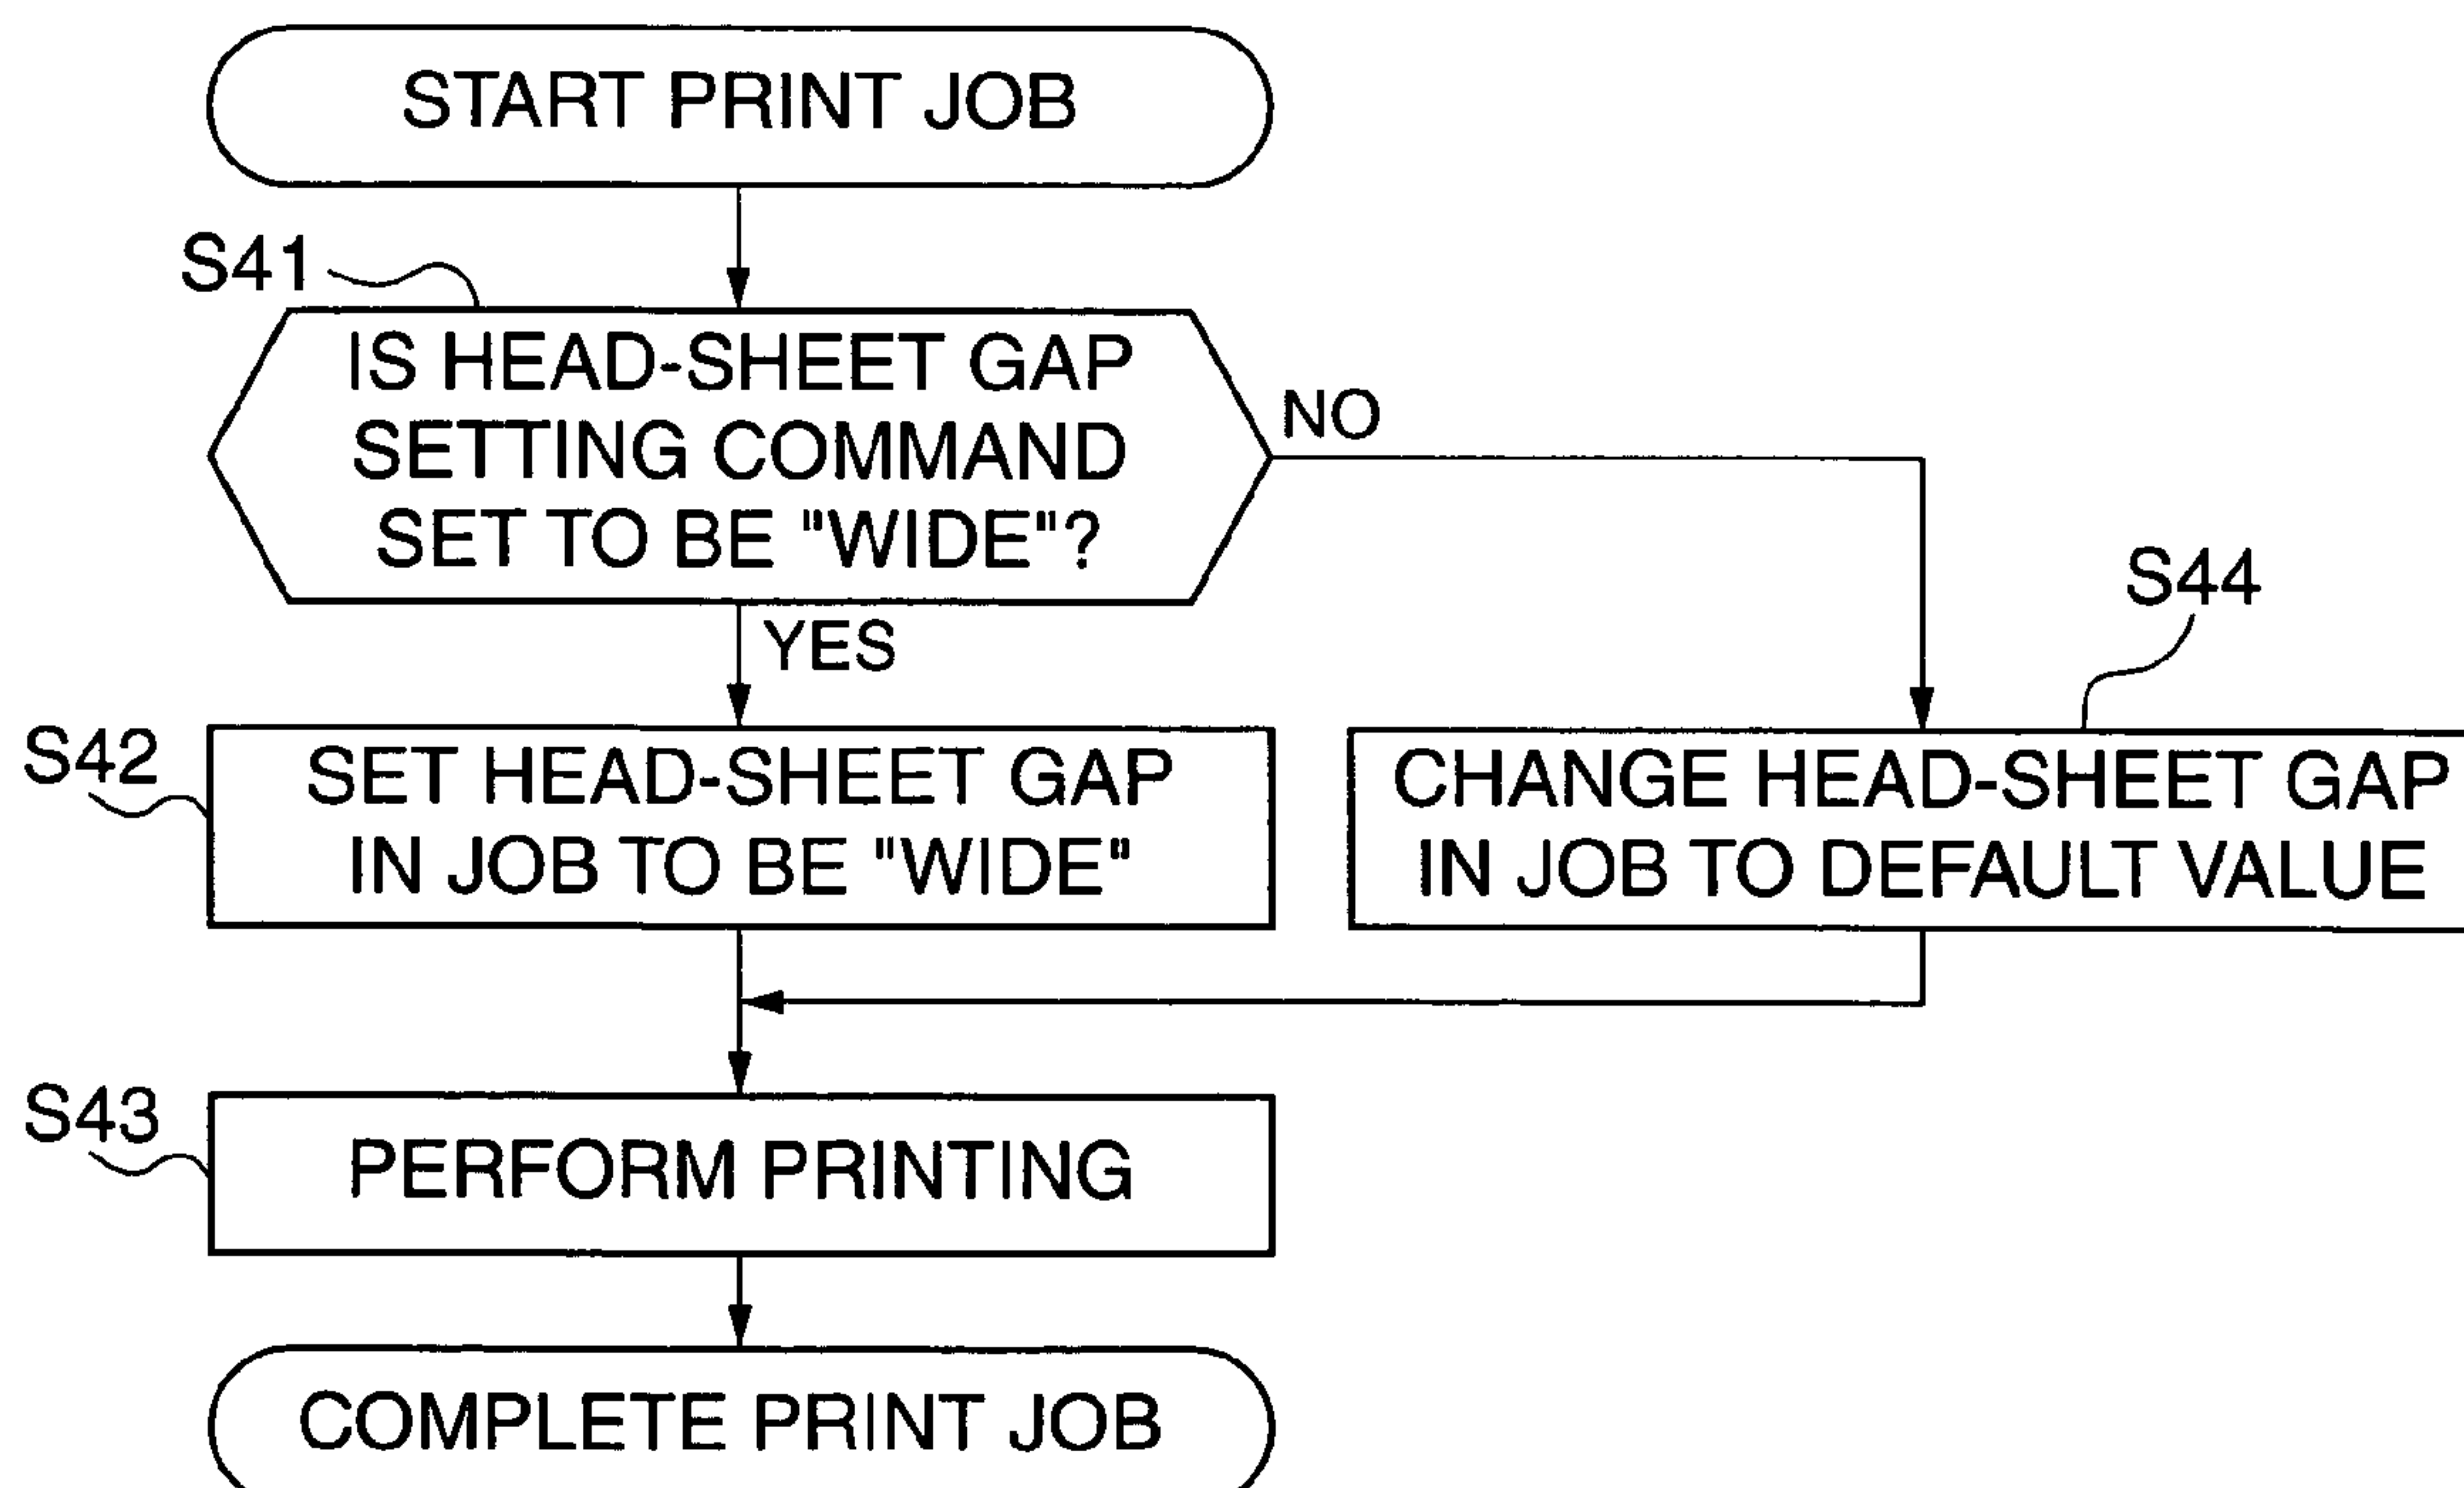 START PRINT JOB
S41
IS HEAD-SHEET GAP
SETTING COMMAND
SET TO BE "WIDE"?
NO
YES
S44
S42
SET HEAD-SHEET GAP
IN JOB TO BE "WIDE"
CHANGE HEAD-SHEET GAP
IN JOB TO DEFAULT VALUE
S43
PERFORM PRINTING
COMPLETE PRINT JOB